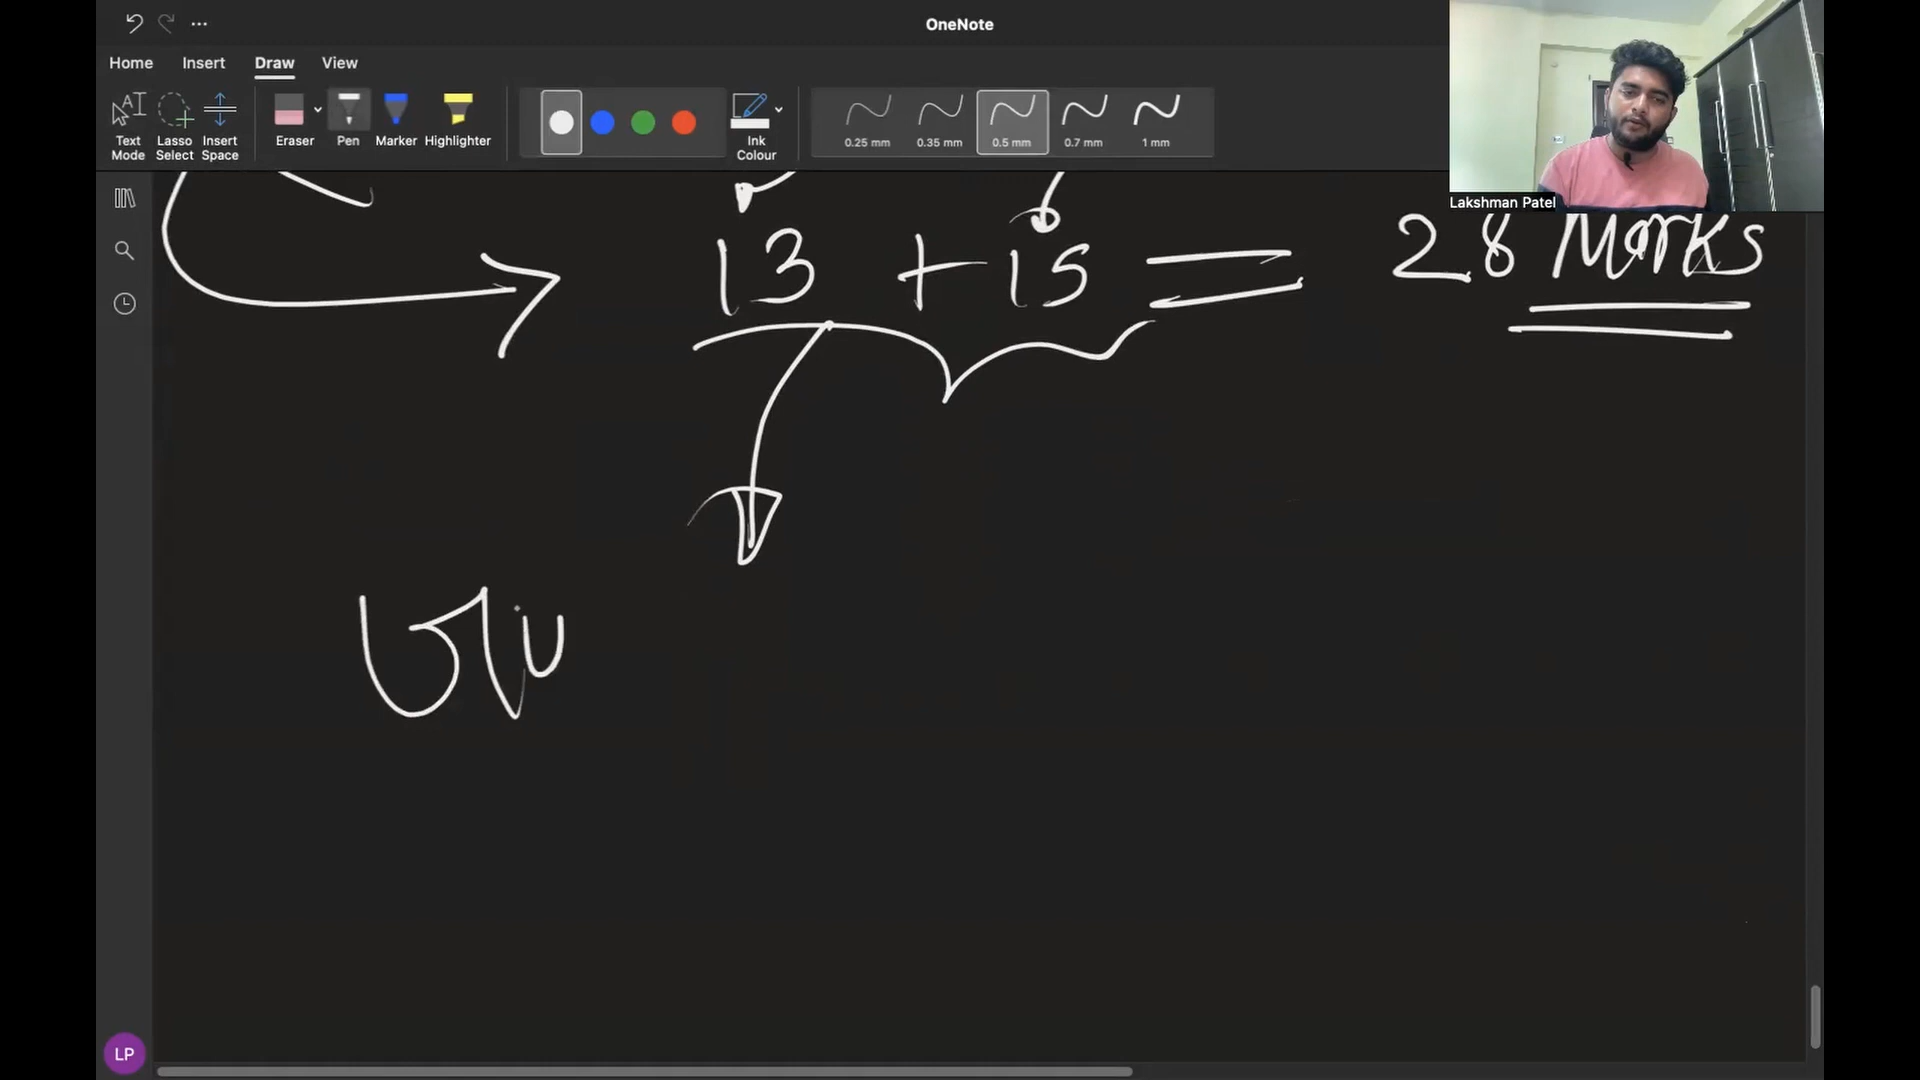 OneNote
Home Insert Draw View
Text Mode
Lasso Select
Insert Space
Eraser
Pen
Marker
Highlighter
Ink Colour
0.25 mm
0.35 mm
0.5 mm
0.7 mm
1 mm
Lakshman Patel
13 + 15 = 28 Marks
LP